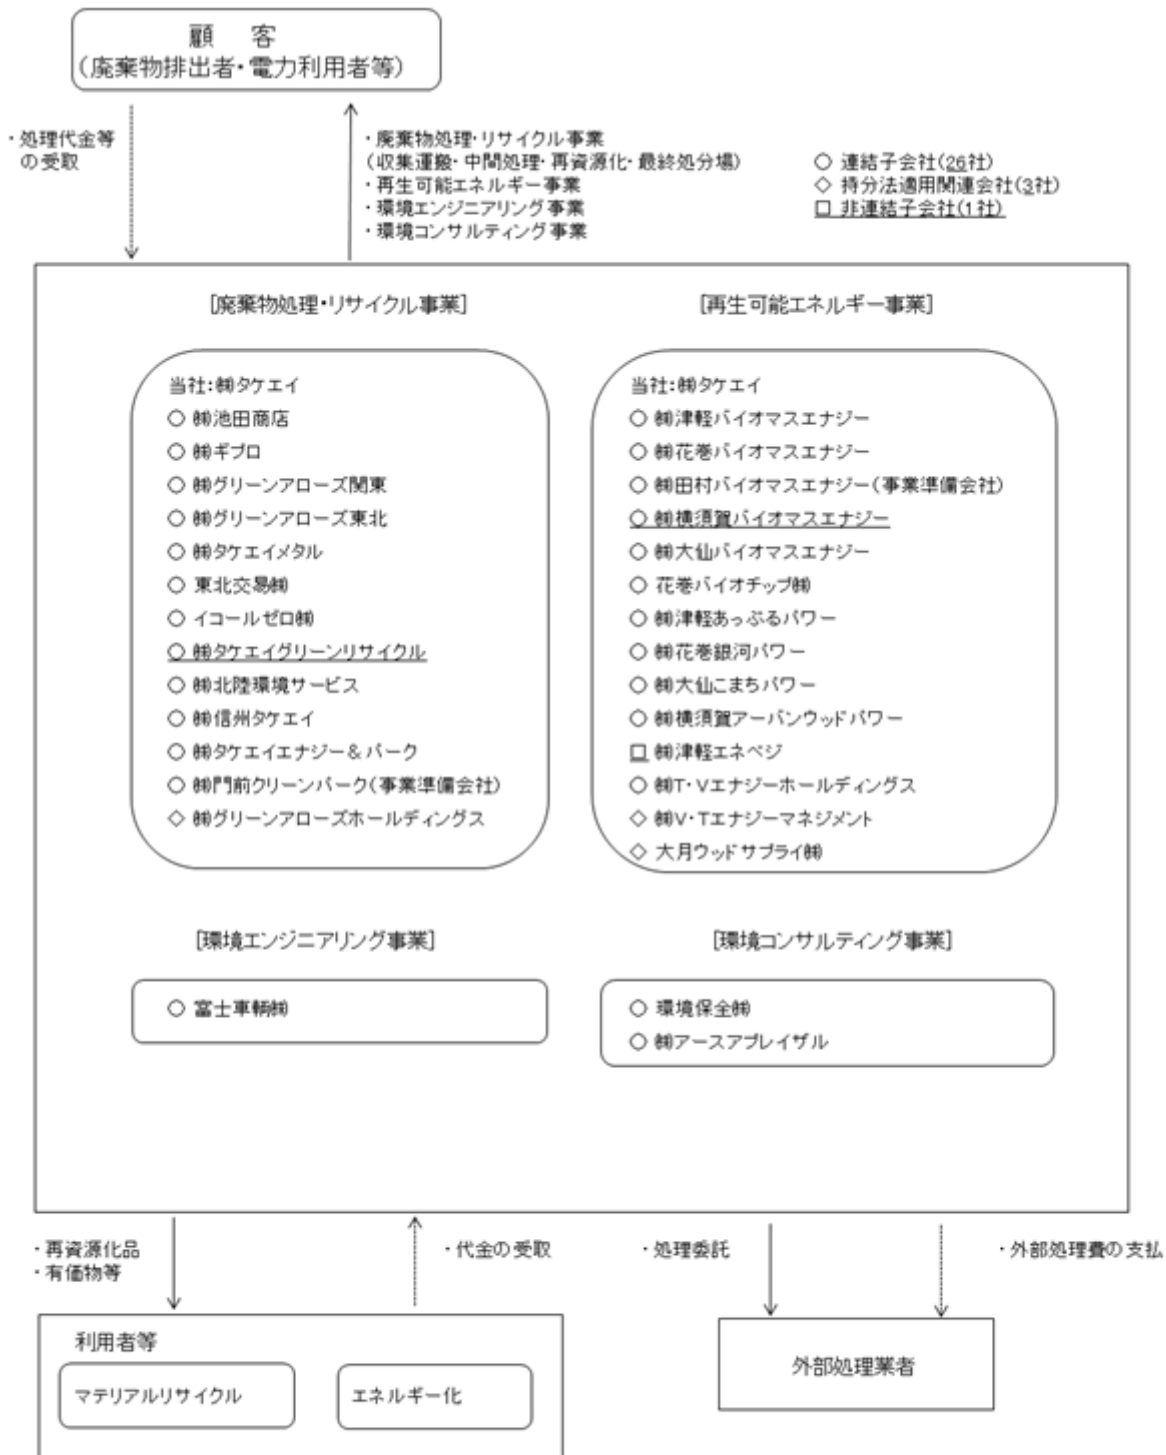 顧　客
（廃棄物排出者・電力利用者等）
・処理代金等
の受取
・廃棄物処理・リサイクル事業
(収集運搬・中間処理・再資源化・最終処分場)
・再生可能エネルギー事業
・環境エンジニアリング事業
・環境コンサルティング事業
○ 連結子会社(26社)
◇ 持分法適用関連会社(3社)
□ 非連結子会社(1社)
[廃棄物処理・リサイクル事業]
当社：㈱タケエイ
○ ㈱池田商店
○ ㈱ギプロ
○ ㈱グリーンアローズ関東
○ ㈱グリーンアローズ東北
○ ㈱タケエイメタル
○ 東北交易㈱
○ イコールゼロ㈱
○ ㈱タケエイグリーンリサイクル
○ ㈱北陸環境サービス
○ ㈱信州タケエイ
○ ㈱タケエイエナジー＆パーク
○ ㈱門前クリーンパーク（事業準備会社）
◇ ㈱グリーンアローズホールディングス
[再生可能エネルギー事業]
当社：㈱タケエイ
○ ㈱津軽バイオマスエナジー
○ ㈱花巻バイオマスエナジー
○ ㈱田村バイオマスエナジー（事業準備会社）
○ ㈱横須賀バイオマスエナジー
○ ㈱大仙バイオマスエナジー
○ 花巻バイオチップ㈱
○ ㈱津軽あっぷるパワー
○ ㈱花巻銀河パワー
○ ㈱大仙こまちパワー
○ ㈱横須賀アーバンウッドパワー
□ ㈱津軽エネベジ
○ ㈱T・Vエナジーホールディングス
◇ ㈱V・Tエナジーマネジメント
◇ 大月ウッドサプライ㈱
[環境エンジニアリング事業]
○ 富士車輌㈱
[環境コンサルティング事業]
○ 環境保全㈱
○ ㈱アースアプレイザル
・再資源化品
・有価物等
・代金の受取
・処理委託
・外部処理費の支払
利用者等
マテリアルリサイクル
エネルギー化
外部処理業者